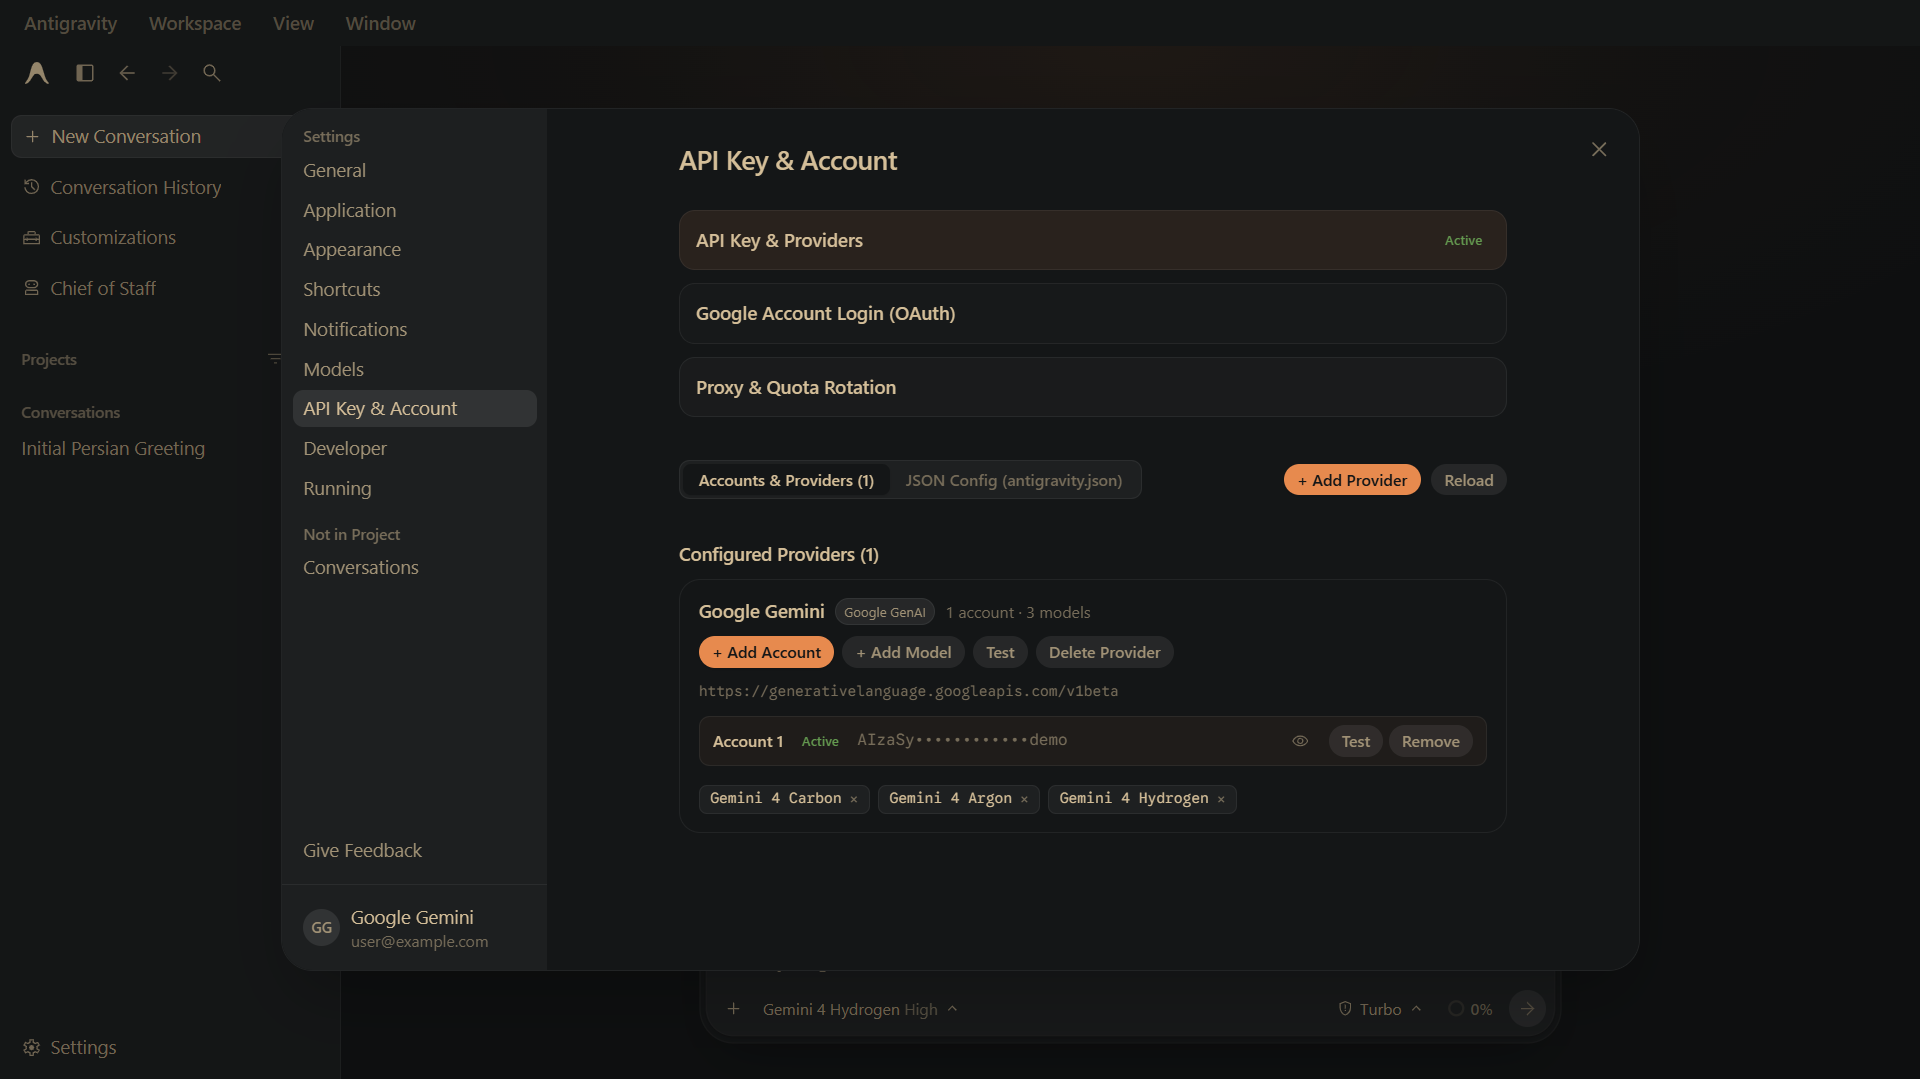 Antigravity Workspace View Window
New Conversation
Conversation History
Customizations
Chief of Staff
Projects
Conversations
Initial Persian Greeting
Settings
Settings
General
Application
Appearance
Shortcuts
Notifications
Models
API Key & Account
Developer
Running
Not in Project
Conversations
Give Feedback
GG
Google Gemini
user@example.com
API Key & Account
API Key & Providers Active
Google Account Login (OAuth)
Proxy & Quota Rotation
Accounts & Providers (1) JSON Config (antigravity.json) + Add Provider Reload
Configured Providers (1)
Google Gemini Google GenAI 1 account · 3 models
+ Add Account + Add Model Test Delete Provider
https://generativelanguage.googleapis.com/v1beta
Account 1 Active AIzaSy••••••••••••demo Test Remove
Gemini 4 Carbon × Gemini 4 Argon × Gemini 4 Hydrogen ×
Gemini 4 Hydrogen High Turbo 0%